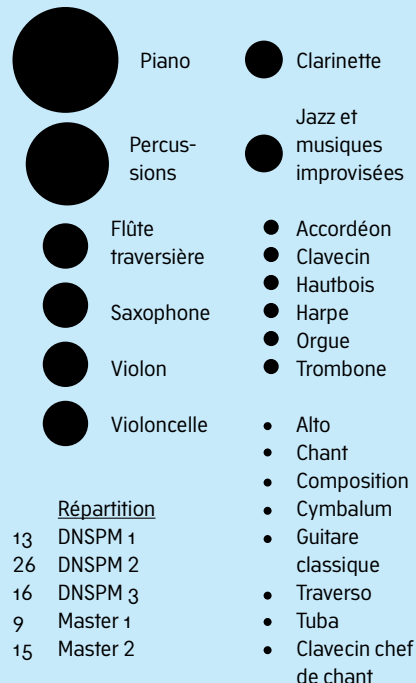 Piano
Percus-
sions
Flûte
traversière
Saxophone
Violon
Violoncelle
Répartition
13 DNSPM 1
26 DNSPM 2
16 DNSPM 3
9 Master 1
15 Master 2
Clarinette
Jazz et
musiques
improvisées
Accordéon
Clavecin
Hautbois
Harpe
Orgue
Trombone
Alto
Chant
Composition
Cymbalum
Guitare
classique
Traverso
Tuba
Clavecin chef
de chant